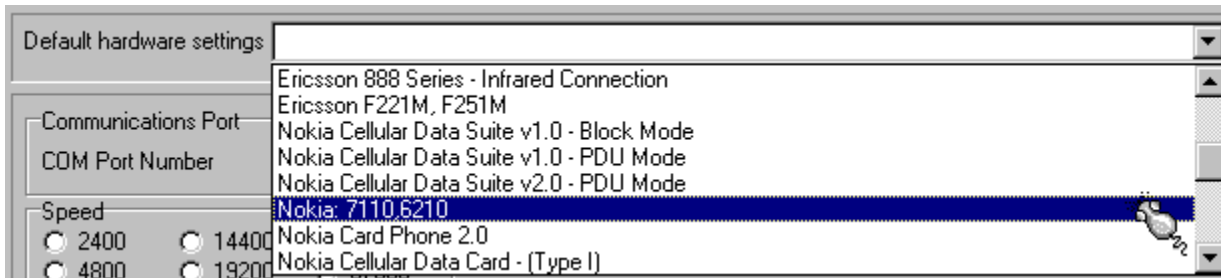 Default hardware settings
Ericsson 888 Series - Infrared Connection
Ericsson F221M, F251M
Communications Port
Nokia Cellular Data Suite v1.0 - Block Mode
COM Port Number
Nokia Cellular Data Suite v1.0 - PDU Mode
Nokia Cellular Data Suite v2.0 - PDU Mode
Speed
Nokia: 7110,6210
2400 14400
Nokia Card Phone 2.0
4800 19200
Nokia Cellular Data Card - (Type I)